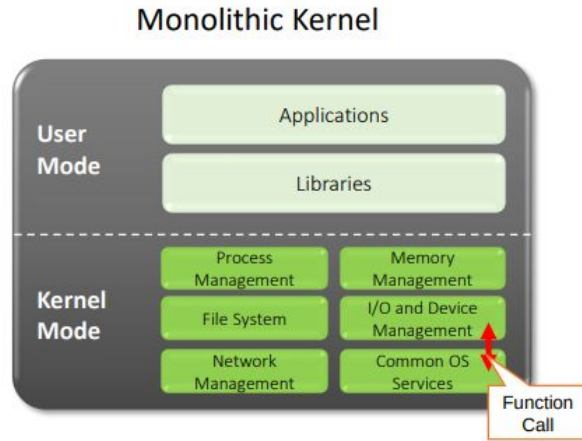 Monolithic Kernel
User
Mode
Applications
Libraries
Kernel
Mode
Process
Management
Memory
Management
File System
I/O and Device
Management
Network
Management
Common OS
Services
Function
Call